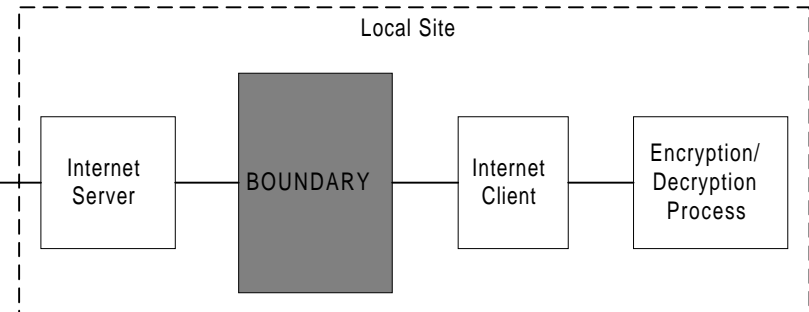 Local Site
Internet
Server
BOUNDARY
Internet
Client
Encryption/
Decryption
Process